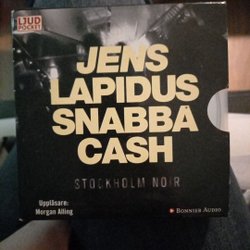 LJUD
POCKET
JENS
LAPIDUS
SNABBA
CASH
STOCKHOLM NOIR
Uppläsare:
Morgan Alling
BONNIER AUDIO